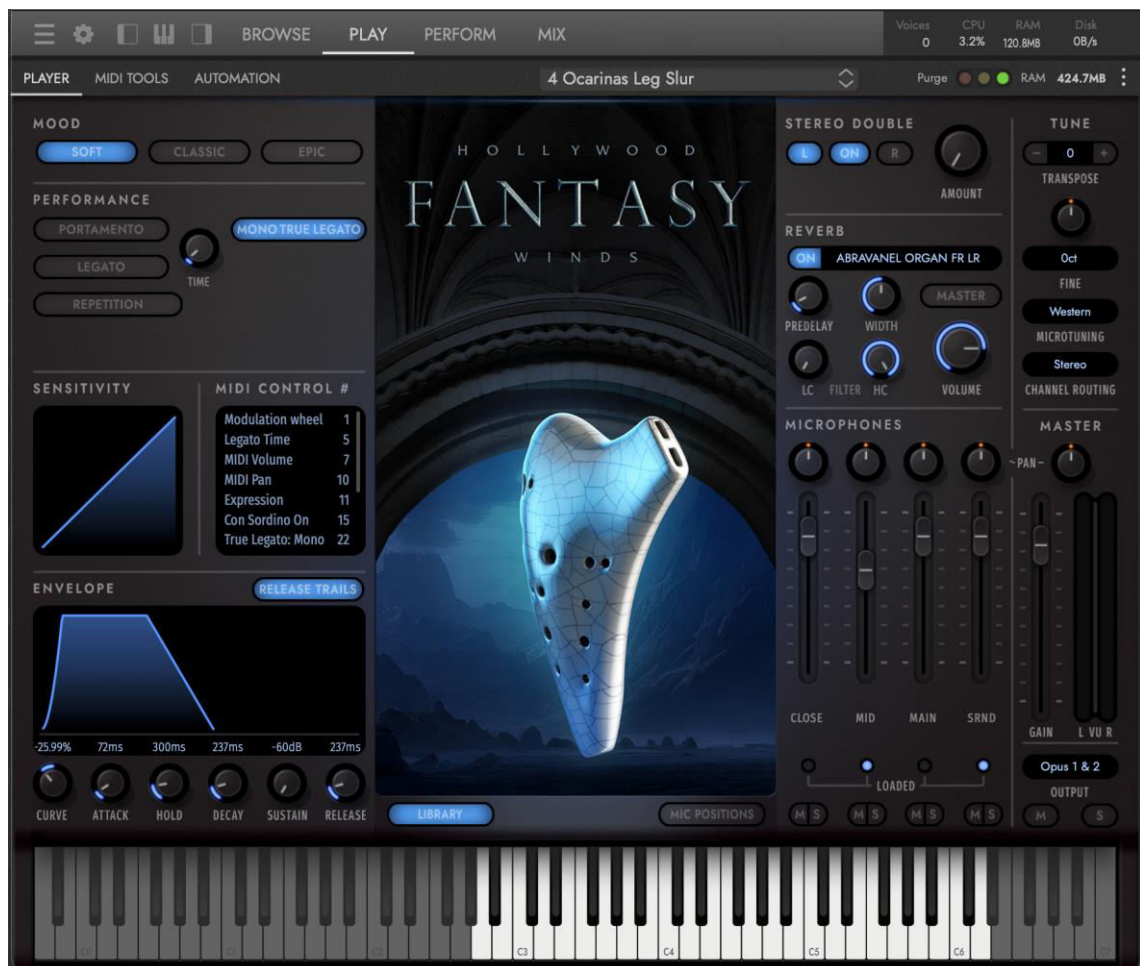 BROWSE PLAY PERFORM MIX
Voices CPU RAM Disk
0 3.2% 120.8MB 0B/s
PLAYER MIDI TOOLS AUTOMATION
4 Ocarinas Leg Slur
Purge RAM 424.7MB
MOOD
SOFT CLASSIC EPIC
PERFORMANCE
PORTAMENTO
MONO TRUE LEGATO
LEGATO
TIME
REPETITION
SENSITIVITY
MIDI CONTROL #
Modulation wheel 1
Legato Time 5
MIDI Volume 7
MIDI Pan 10
Expression 11
Con Sordino On 15
True Legato: Mono 22
ENVELOPE
RELEASE TRAILS
-25.99% 72ms 300ms 237ms -60dB 237ms
CURVE ATTACK HOLD DECAY SUSTAIN RELEASE
HOLLYWOOD
FANTASY
WINDS
LIBRARY
MIC POSITIONS
STEREO DOUBLE
L ON R
AMOUNT
REVERB
ON ABRAVANEL ORGAN FR LR
PREDELAY WIDTH
MASTER
LC FILTER HC
VOLUME
MICROPHONES
CLOSE MID MAIN SRND
LOADED
M S M S M S M S
TUNE
- 0 +
TRANSPOSE
0ct
FINE
Western
MICROTUNING
Stereo
CHANNEL ROUTING
MASTER
~PAN-
GAIN L VU R
Opus 1 & 2
OUTPUT
M S
C0 C1 C2 C3 C4 C5 C6 C7